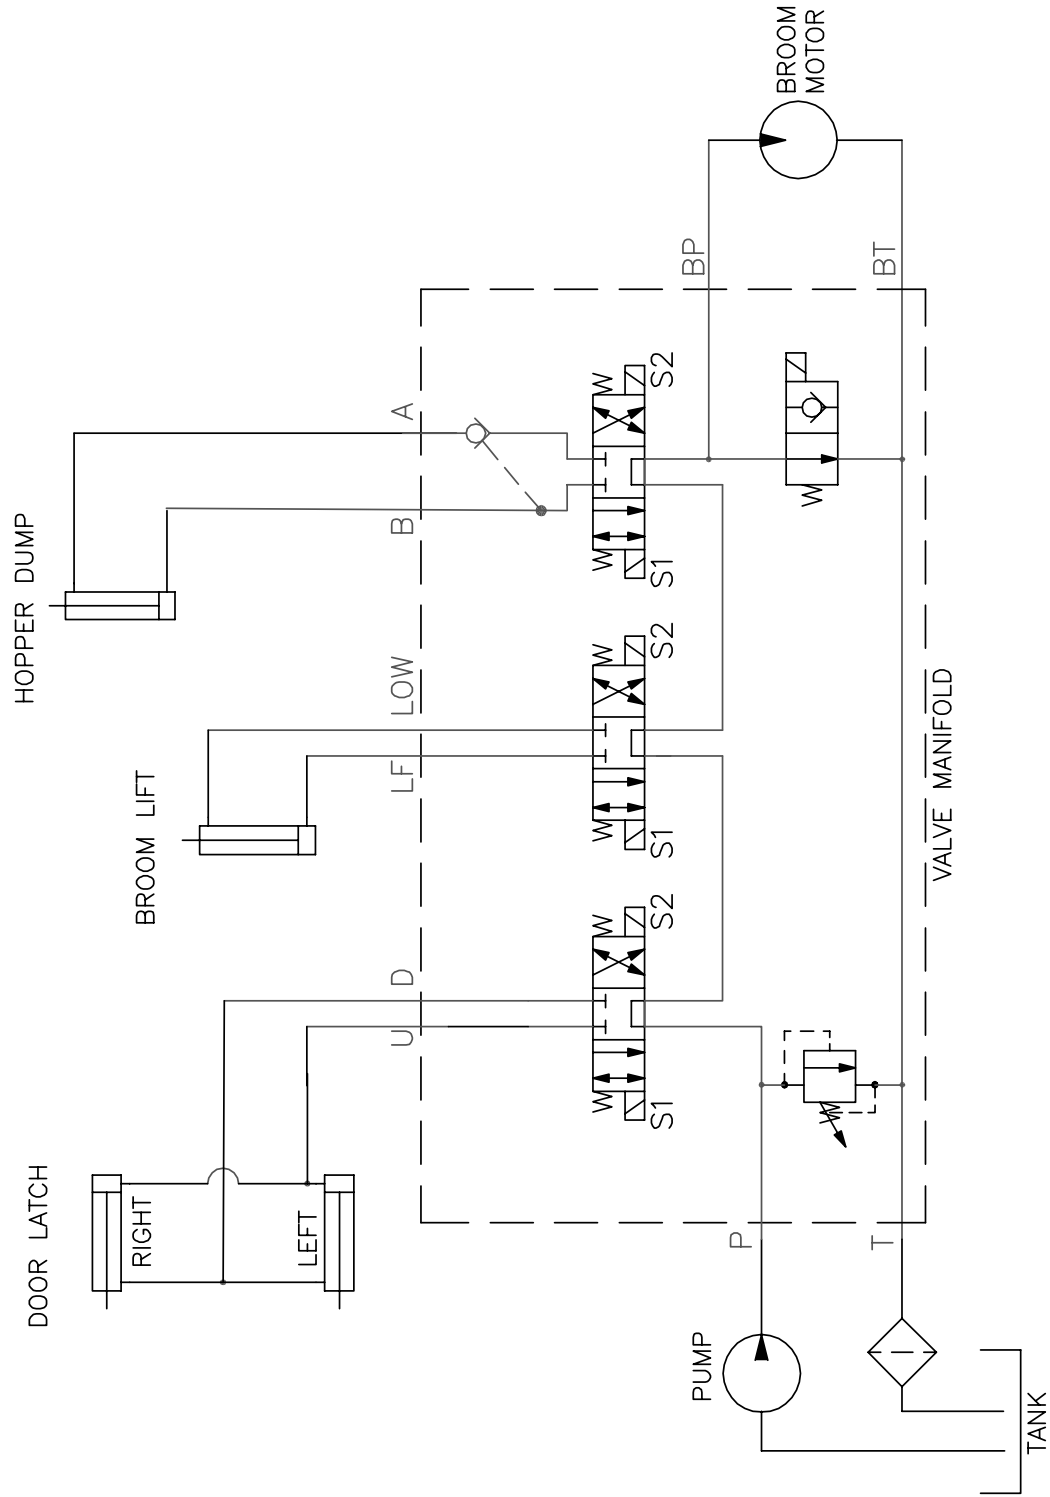 DOOR LATCH
RIGHT
LEFT
BROOM LIFT
HOPPER DUMP
U
D
LF
LOW
B
A
S1
S2
S1
S2
S1
S2
BP
BT
BROOM
MOTOR
P
T
VALVE MANIFOLD
PUMP
TANK